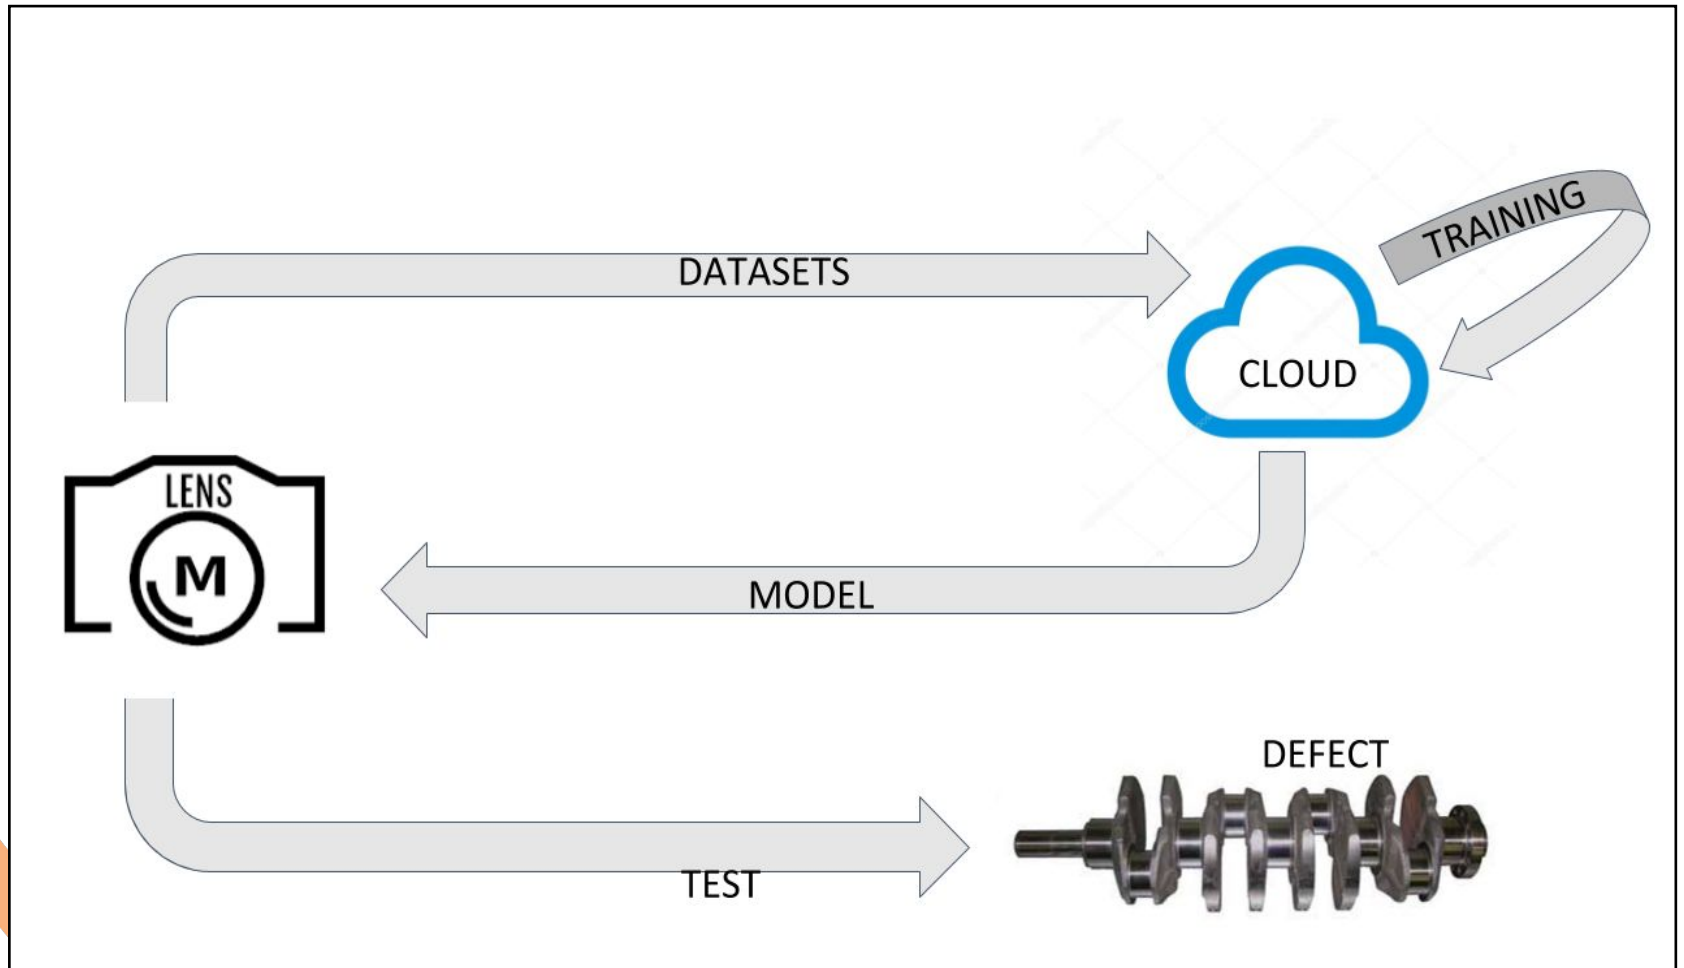 DATASETS
TRAINING
CLOUD
LENS
M
MODEL
DEFECT
TEST